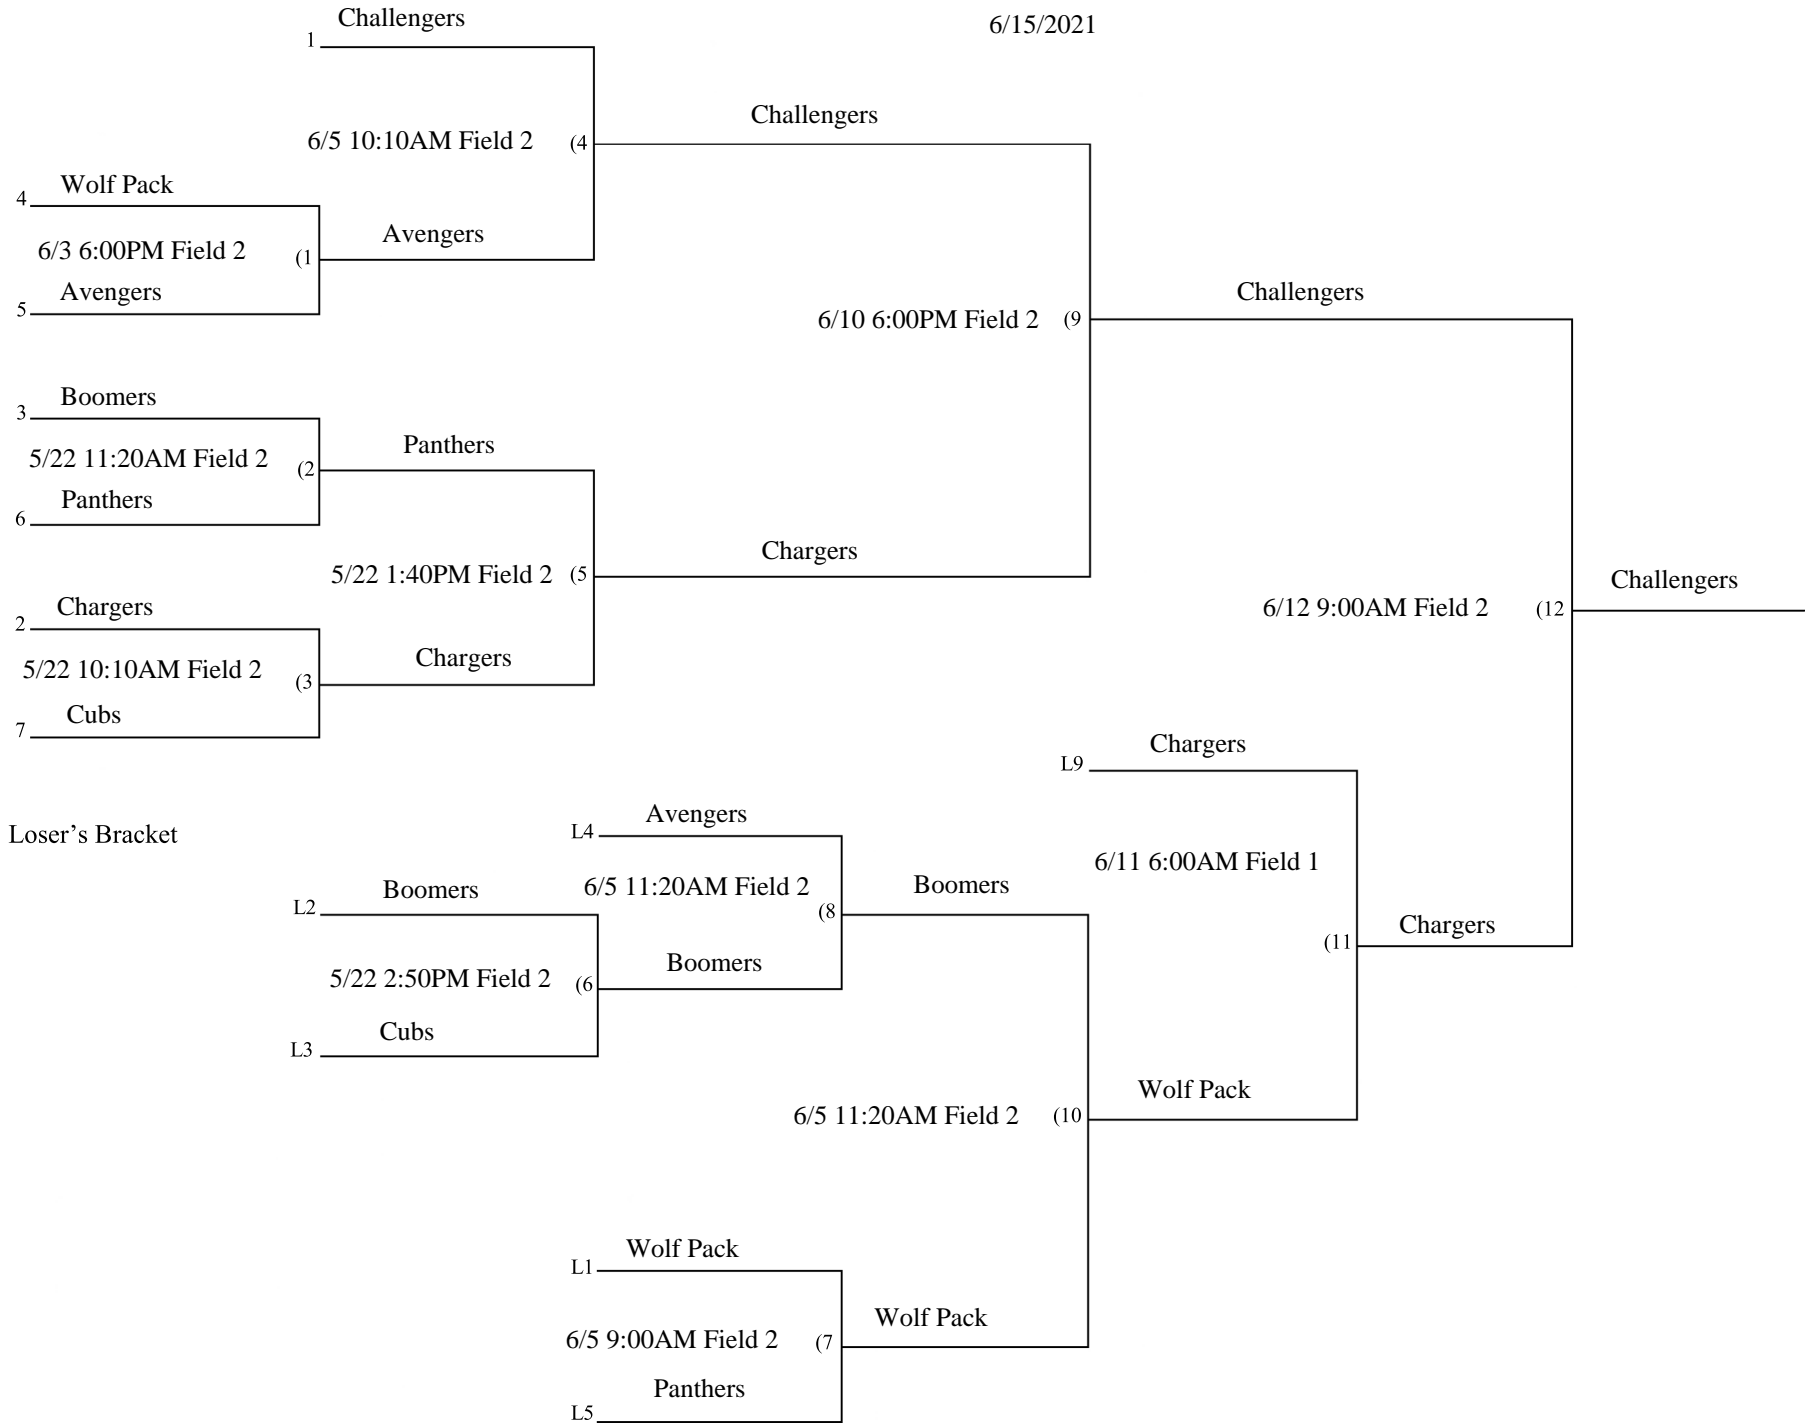 Challengers
6/15/2021
1
Challengers
6/5 10:10AM Field 2 (4
Wolf Pack
4
Avengers
6/3 6:00PM Field 2 (1
Avengers
5
Challengers
6/10 6:00PM Field 2 (9
Boomers
3
Panthers
5/22 11:20AM Field 2 (2
Panthers
6
Chargers
5/22 1:40PM Field 2 (5
Challengers
Chargers
2
6/12 9:00AM Field 2 (12
Chargers
5/22 10:10AM Field 2 (3
Cubs
7
Chargers
L9
Avengers
L4
Loser’s Bracket
6/11 6:00AM Field 1
Boomers
6/5 11:20AM Field 2
Boomers
L2
(8
Chargers
(11
Boomers
5/22 2:50PM Field 2 (6
Cubs
L3
Wolf Pack
6/5 11:20AM Field 2 (10
Wolf Pack
L1
Wolf Pack
6/5 9:00AM Field 2 (7
Panthers
L5